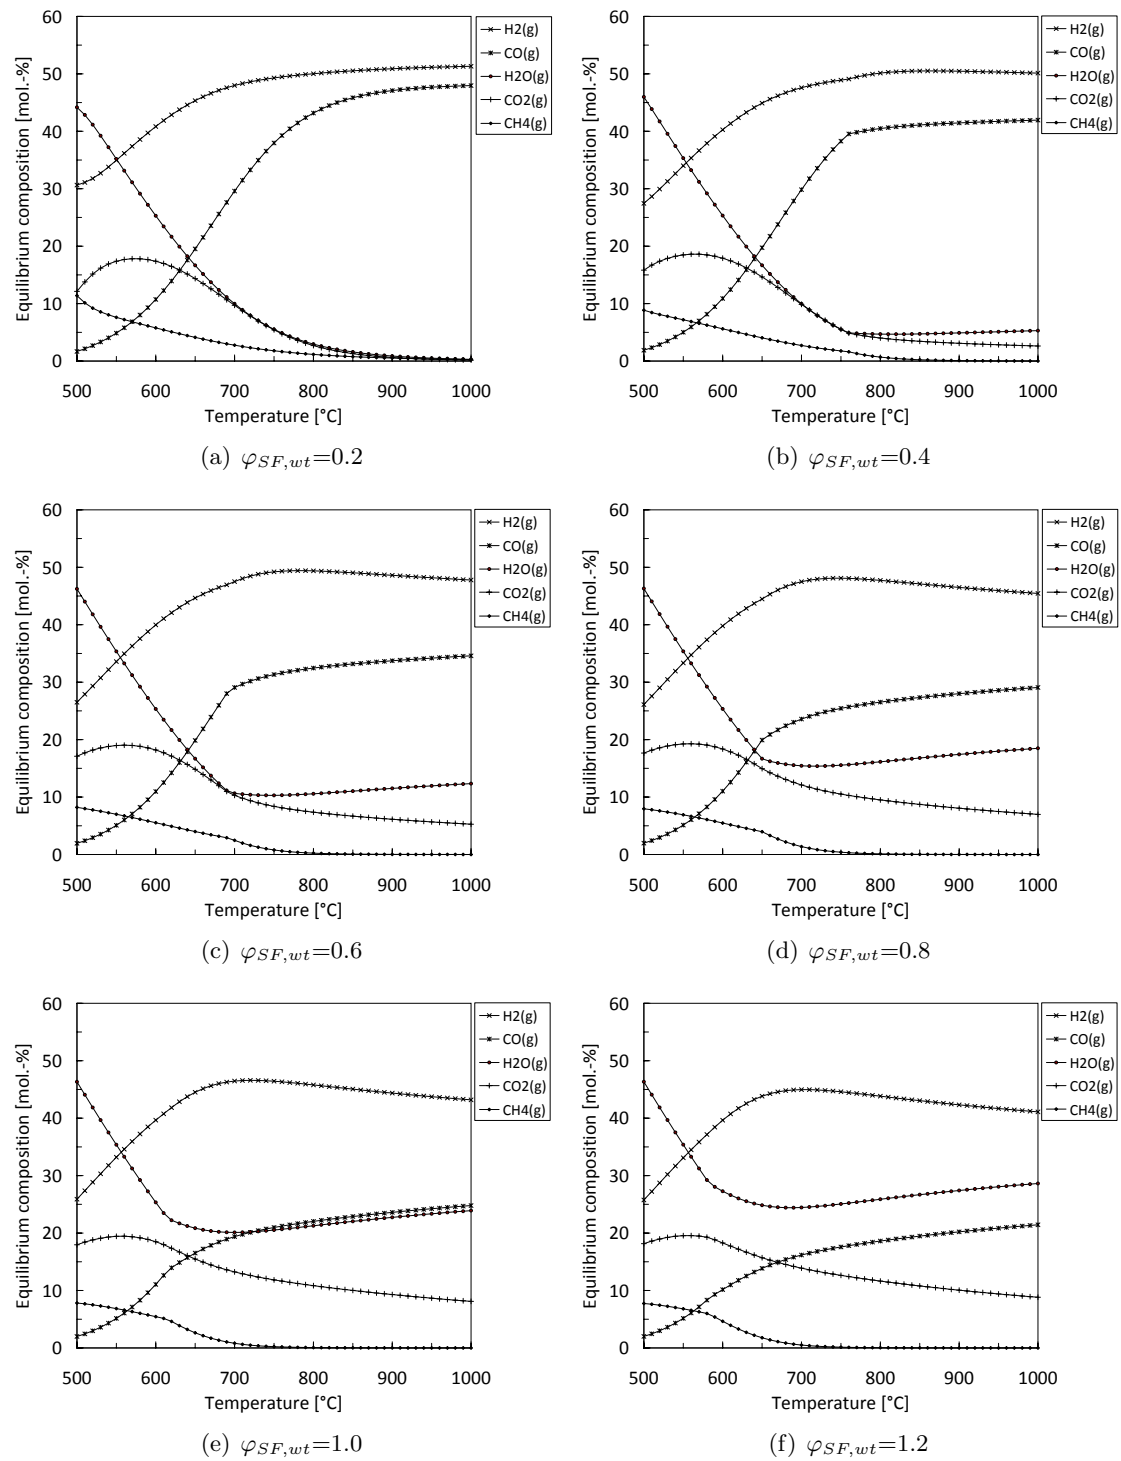 Equilibrium composition [mol.-%]
60
50
40
30
20
10
0
500 600 700 800 900 1000
Temperature [°C]
H2(g)
CO(g)
H2O(g)
CO2(g)
CH4(g)
(a) φSF,wt=0.2
Equilibrium composition [mol.-%]
60
50
40
30
20
10
0
500 600 700 800 900 1000
Temperature [°C]
H2(g)
CO(g)
H2O(g)
CO2(g)
CH4(g)
(b) φSF,wt=0.4
Equilibrium composition [mol.-%]
60
50
40
30
20
10
0
500 600 700 800 900 1000
Temperature [°C]
H2(g)
CO(g)
H2O(g)
CO2(g)
CH4(g)
(c) φSF,wt=0.6
Equilibrium composition [mol.-%]
60
50
40
30
20
10
0
500 600 700 800 900 1000
Temperature [°C]
H2(g)
CO(g)
H2O(g)
CO2(g)
CH4(g)
(d) φSF,wt=0.8
Equilibrium composition [mol.-%]
60
50
40
30
20
10
0
500 600 700 800 900 1000
Temperature [°C]
H2(g)
CO(g)
H2O(g)
CO2(g)
CH4(g)
(e) φSF,wt=1.0
Equilibrium composition [mol.-%]
60
50
40
30
20
10
0
500 600 700 800 900 1000
Temperature [°C]
H2(g)
CO(g)
H2O(g)
CO2(g)
CH4(g)
(f) φSF,wt=1.2